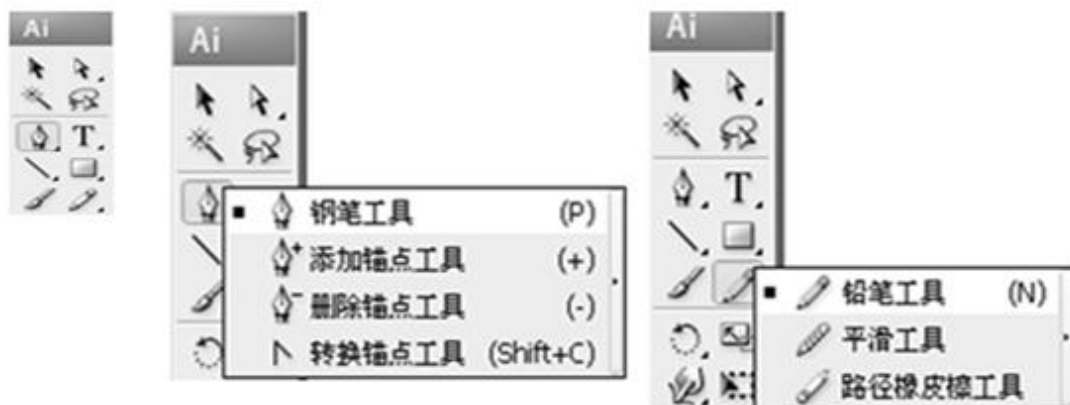 Ai
Ai
钢笔工具 (P)
添加锚点工具 (+)
删除锚点工具 (-)
转换锚点工具 (Shift+C)
Ai
铅笔工具 (N)
平滑工具
路径橡皮擦工具